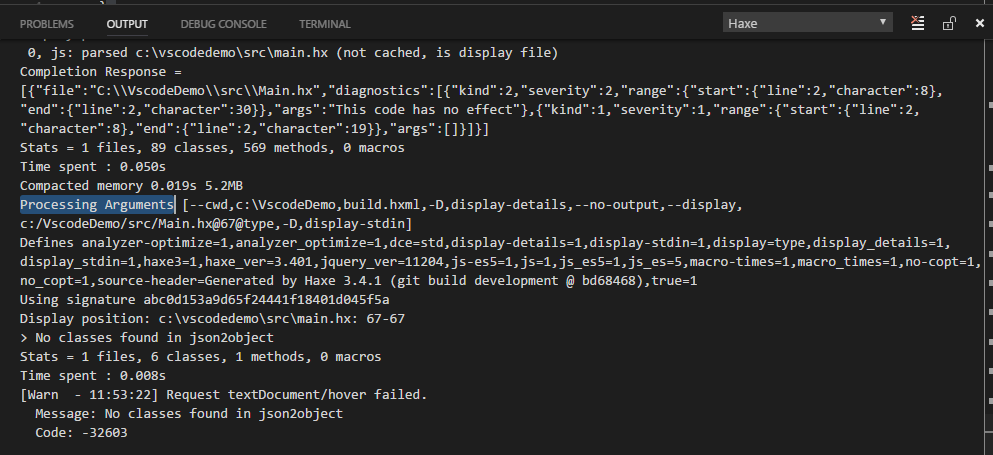 PROBLEMS OUTPUT DEBUG CONSOLE TERMINAL Haxe
0, js: parsed c:\vscodedemo\src\main.hx (not cached, is display file)
Completion Response =
[{"file":"C:\\VscodeDemo\\src\\Main.hx","diagnostics":[{"kind":2,"severity":2,"range":{"start":{"line":2,"character":8},
"end":{"line":2,"character":30}},"args":"This code has no effect"},{"kind":1,"severity":1,"range":{"start":{"line":2,
"character":8},"end":{"line":2,"character":19}},"args":[]}]}]
Stats = 1 files, 89 classes, 569 methods, 0 macros
Time spent : 0.050s
Compacted memory 0.019s 5.2MB
Processing Arguments [--cwd,c:\VscodeDemo,build.hxml,-D,display-details,--no-output,--display,
c:/VscodeDemo/src/Main.hx@67@type,-D,display-stdin]
Defines analyzer-optimize=1,analyzer_optimize=1,dce=std,display-details=1,display-stdin=1,display=type,display_details=1,
display_stdin=1,haxe3=1,haxe_ver=3.401,jquery_ver=11204,js-es5=1,js=1,js_es5=1,js_es=5,macro-times=1,macro_times=1,no-copt=1,
no_copt=1,source-header=Generated by Haxe 3.4.1 (git build development @ bd68468),true=1
Using signature abc0d153a9d65f24441f18401d045f5a
Display position: c:\vscodedemo\src\main.hx: 67-67
> No classes found in json2object
Stats = 1 files, 6 classes, 1 methods, 0 macros
Time spent : 0.008s
[Warn  - 11:53:22] Request textDocument/hover failed.
Message: No classes found in json2object
Code: -32603